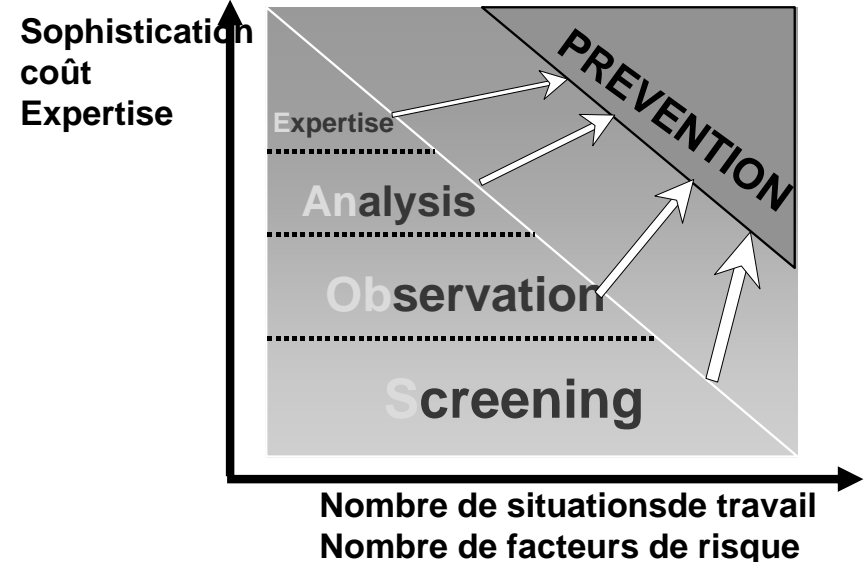 Sophistication
coût
Expertise
PREVENTION
Expertise
Analysis
Observation
Screening
Nombre de situationsde travail
Nombre de facteurs de risque